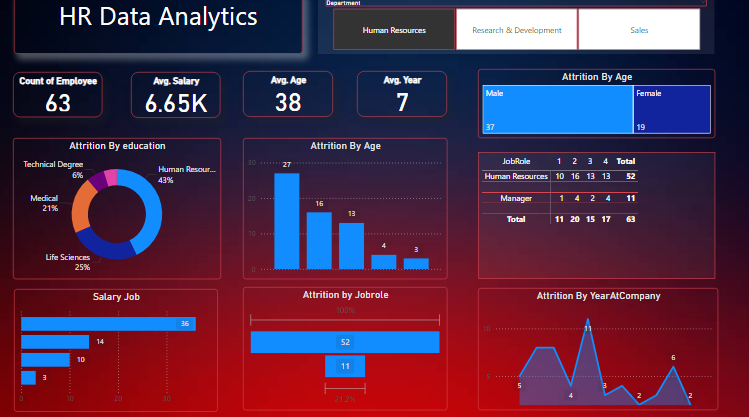 HR Data Analytics
Department
Human Resources
Research & Development
Sales
Count of Employee
63
Avg. Salary
6.65K
Avg. Age
38
Avg. Year
7
Attrition By Age
Male
37
Female
19
Attrition By education
Technical Degree
6%
Human Resour...
43%
Medical
21%
Life Sciences
25%
Attrition By Age
30
20
10
0
27
16
13
4
3
JobRole 1 2 3 4 Total
Human Resources 10 16 13 13 52
Manager 1 4 2 4 11
Total 11 20 15 17 63
Salary Job
36
14
10
3
0 10 20 30
Attrition by Jobrole
100%
52
11
21.2%
Attrition By YearAtCompany
10
5
5
4
11
3
2
6
2